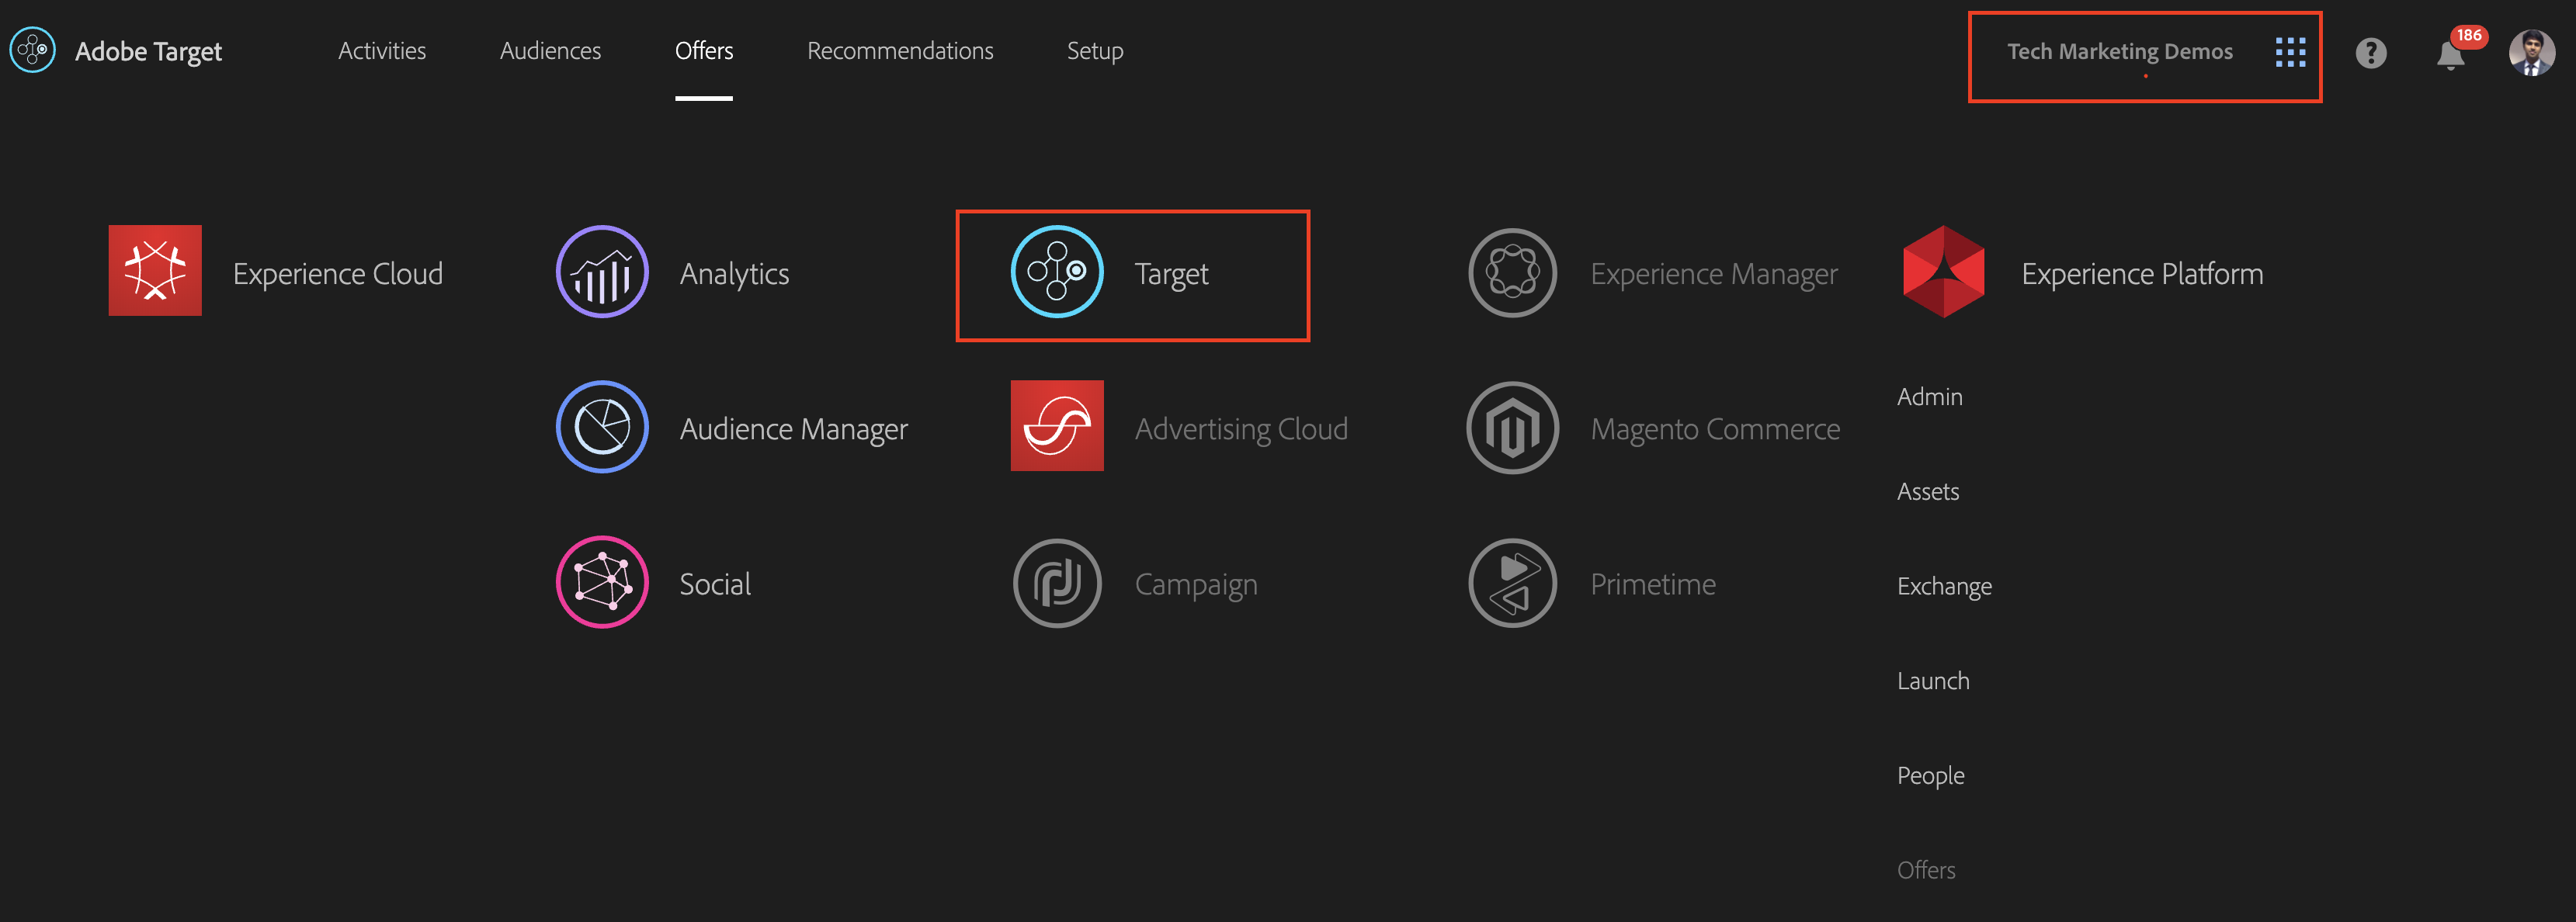 Adobe Target
Activities
Audiences
Offers
Recommendations
Setup
Tech Marketing Demos
?
186
Experience Cloud
Analytics
Target
Experience Manager
Experience Platform
Audience Manager
Advertising Cloud
Magento Commerce
Social
Campaign
Primetime
Admin
Assets
Exchange
Launch
People
Offers